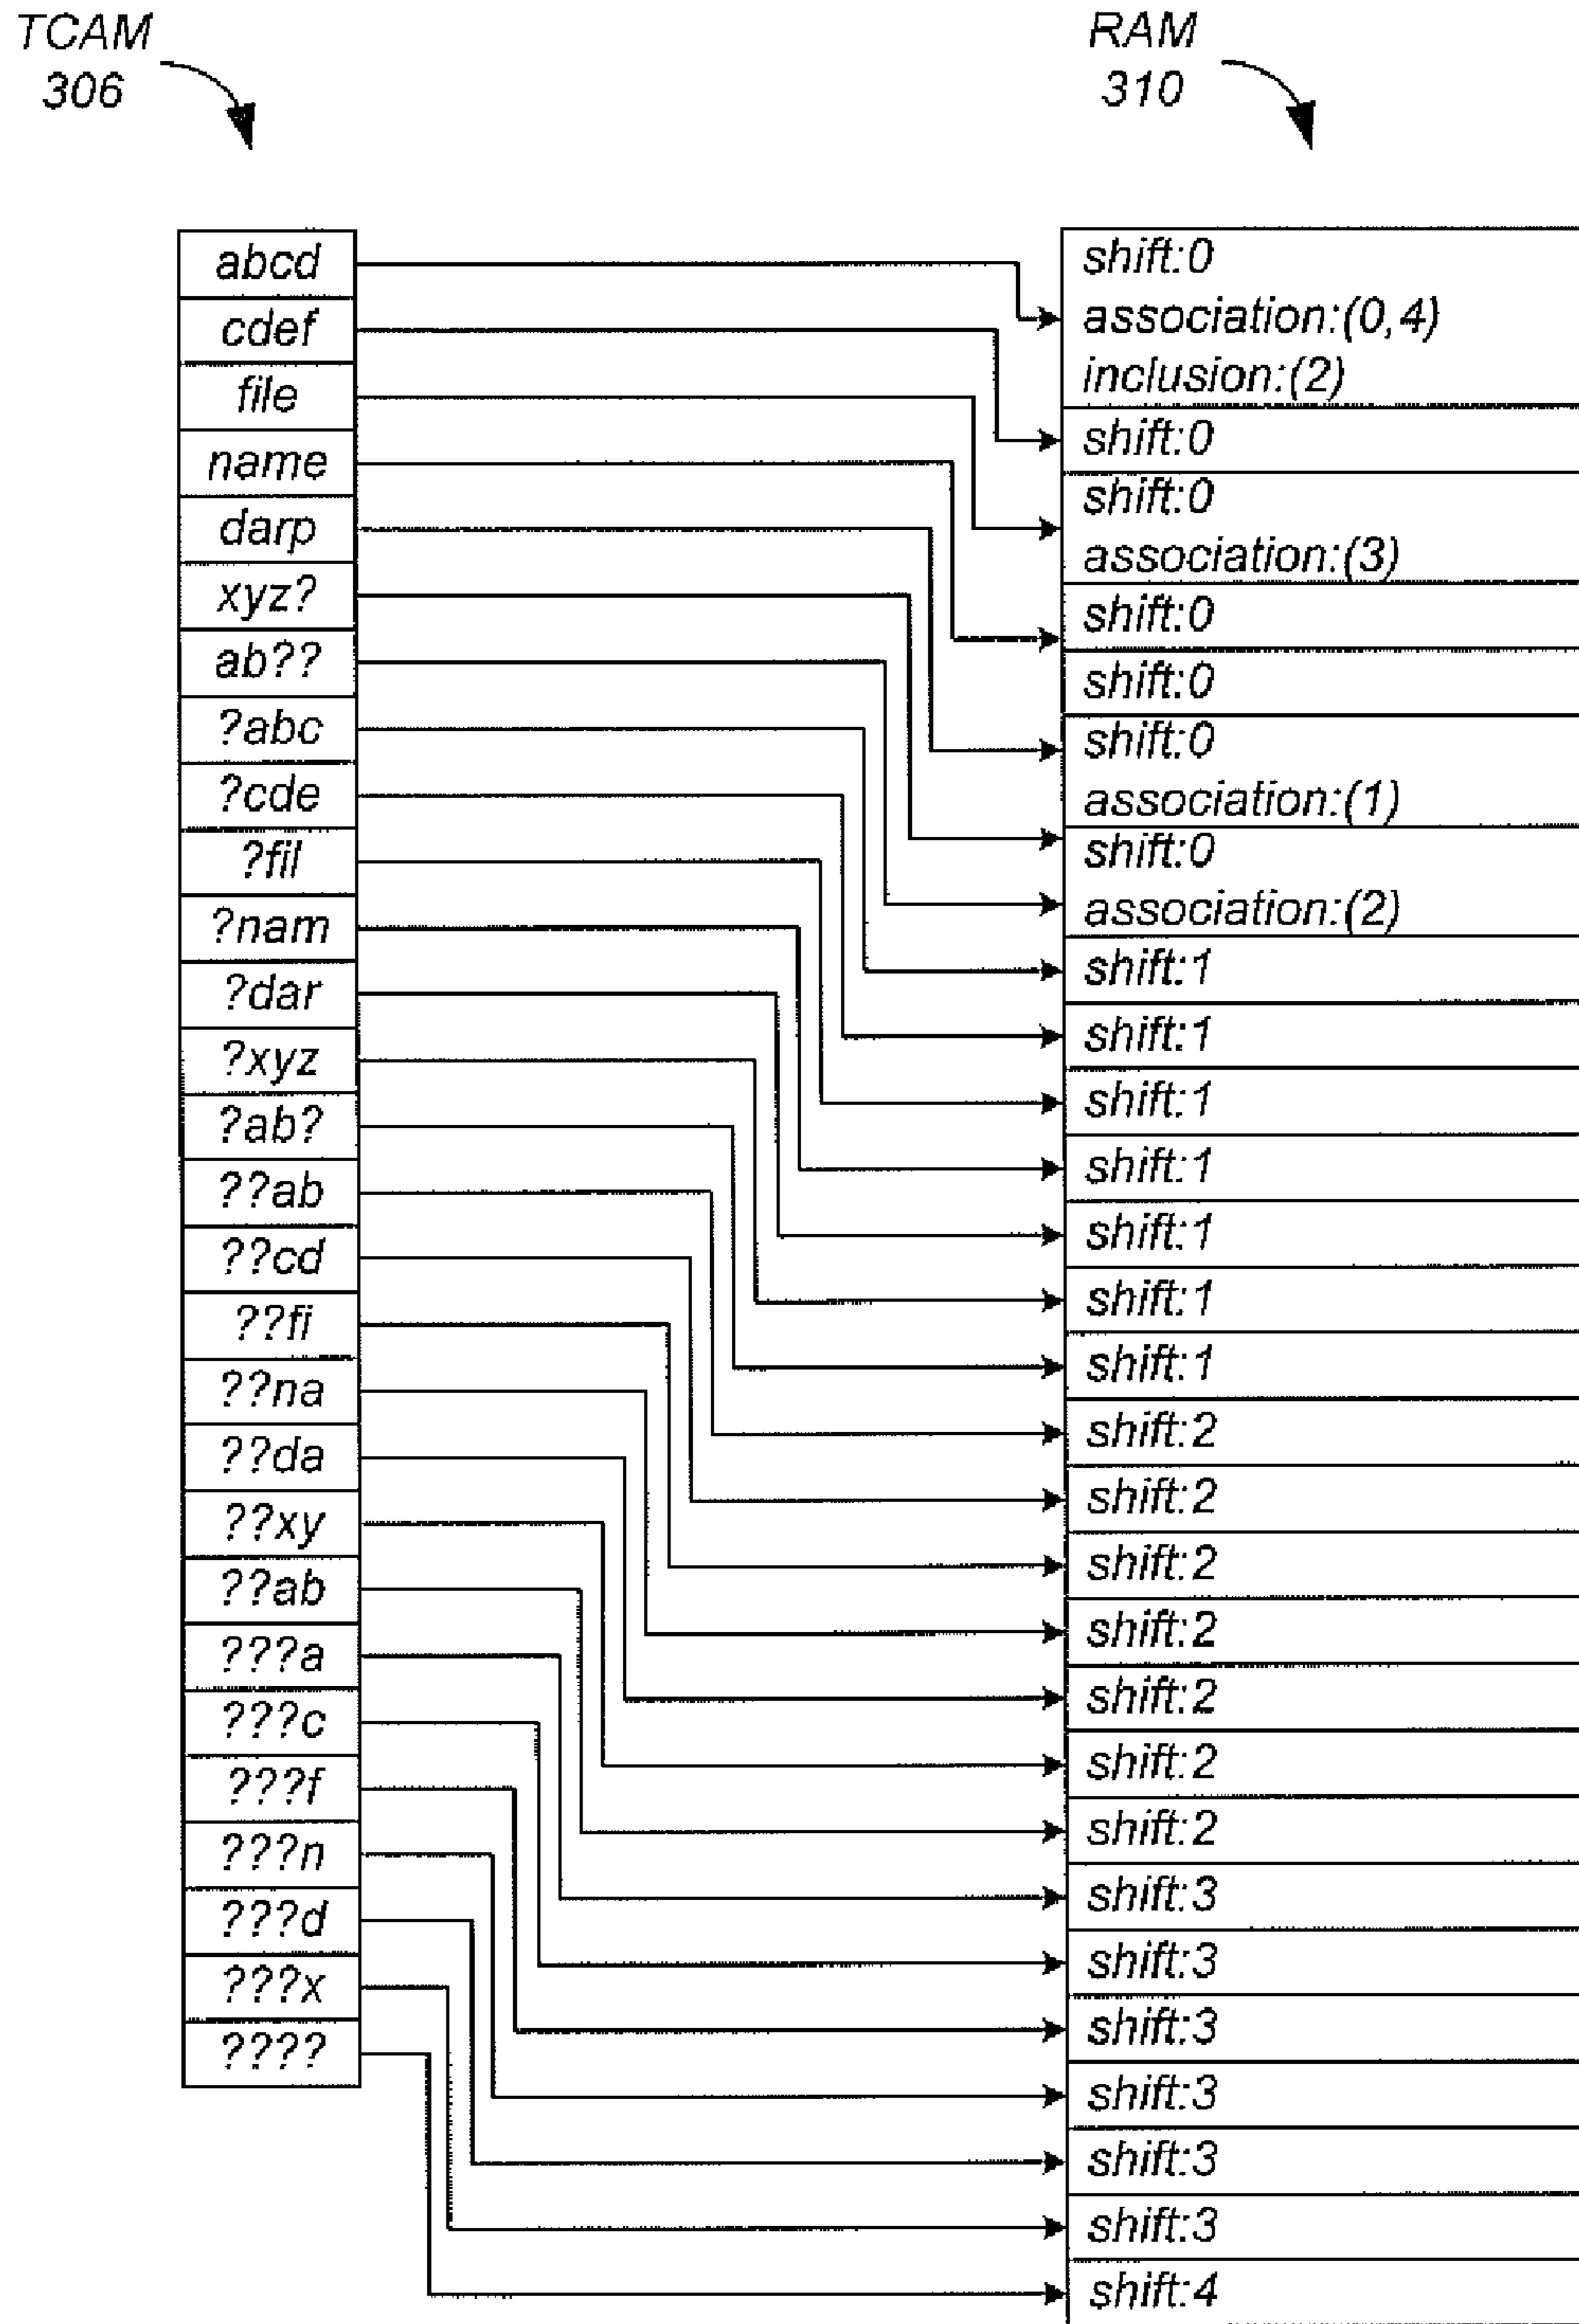 TCAM
306
RAM
310
abcd
cdef
file
name
darp
xyz?
ab??
?abc
?cde
?fil
?nam
?dar
?xyz
?ab?
??ab
??cd
??fi
??na
??da
??xy
??ab
???a
???c
???f
???n
???d
???x
????
shift:0
association:(0,4)
inclusion:(2)
shift:0
shift:0
association:(3)
shift:0
shift:0
shift:0
association:(1)
shift:0
association:(2)
shift:1
shift:1
shift:1
shift:1
shift:1
shift:1
shift:1
shift:2
shift:2
shift:2
shift:2
shift:2
shift:2
shift:2
shift:3
shift:3
shift:3
shift:3
shift:3
shift:3
shift:4